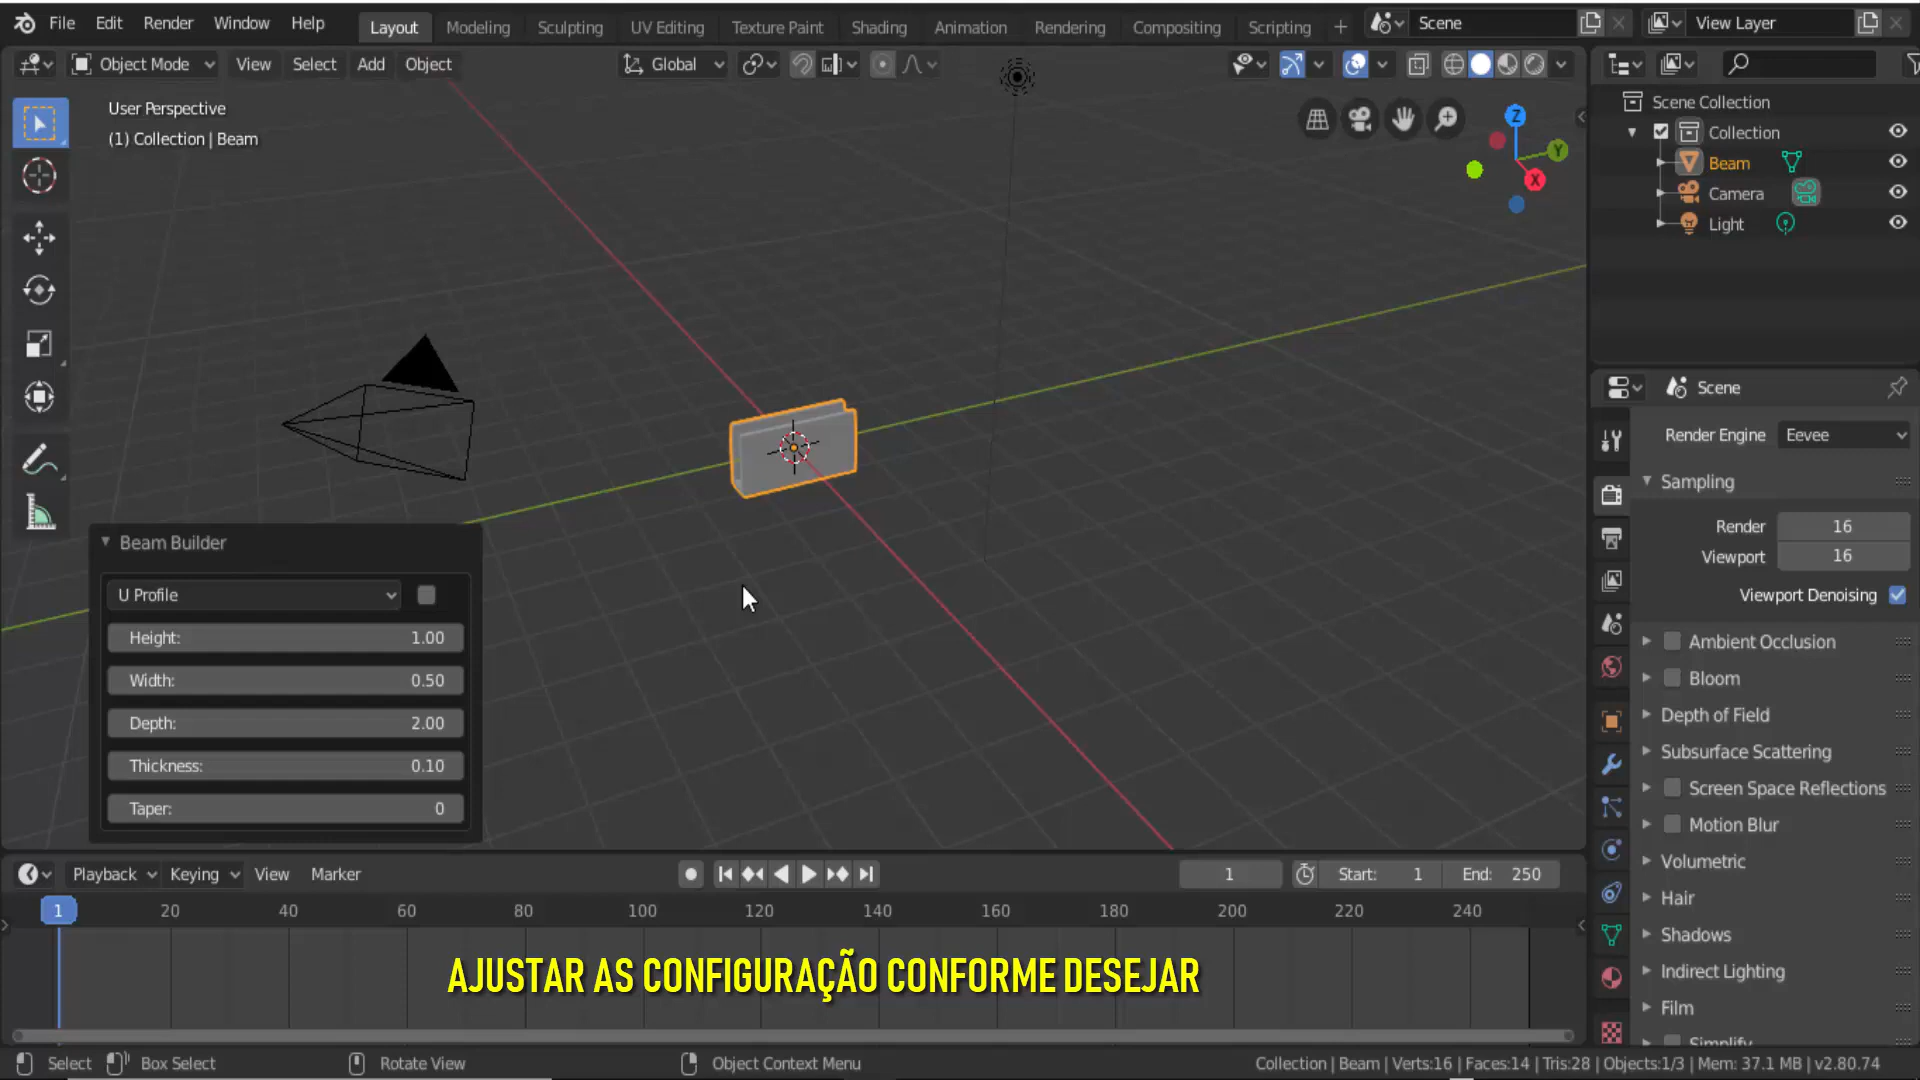 File Edit Render Window Help
Layout Modeling Sculpting UV Editing Texture Paint Shading Animation Rendering Compositing Scripting +
Scene
View Layer
Object Mode View Select Add Object
Global
User Perspective
(1) Collection | Beam
Z
Y
X
Scene Collection
Collection
Beam
Camera
Light
Scene
Render Engine Eevee
Sampling
Render 16
Viewport 16
Viewport Denoising
Ambient Occlusion
Bloom
Depth of Field
Subsurface Scattering
Screen Space Reflections
Motion Blur
Volumetric
Hair
Shadows
Indirect Lighting
Film
Simplify
Beam Builder
U Profile
Height: 1.00
Width: 0.50
Depth: 2.00
Thickness: 0.10
Taper: 0
Playback Keying View Marker
1
Start: 1
End: 250
1 20 40 60 80 100 120 140 160 180 200 220 240
AJUSTAR AS CONFIGURAÇÃO CONFORME DESEJAR
Select Box Select Rotate View Object Context Menu
Collection | Beam | Verts:16 | Faces:14 | Tris:28 | Objects:1/3 | Mem: 37.1 MB | v2.80.74